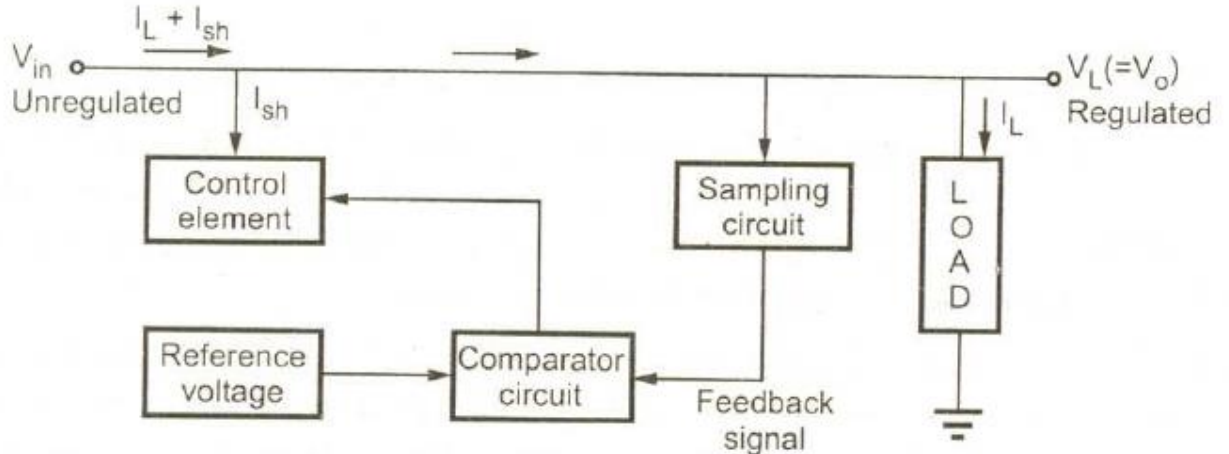 I_L + I_sh
V_in
Unregulated
I_sh
V_L(=V_o)
Regulated
I_L
Control
element
Sampling
circuit
L
O
A
D
Reference
voltage
Comparator
circuit
Feedback
signal